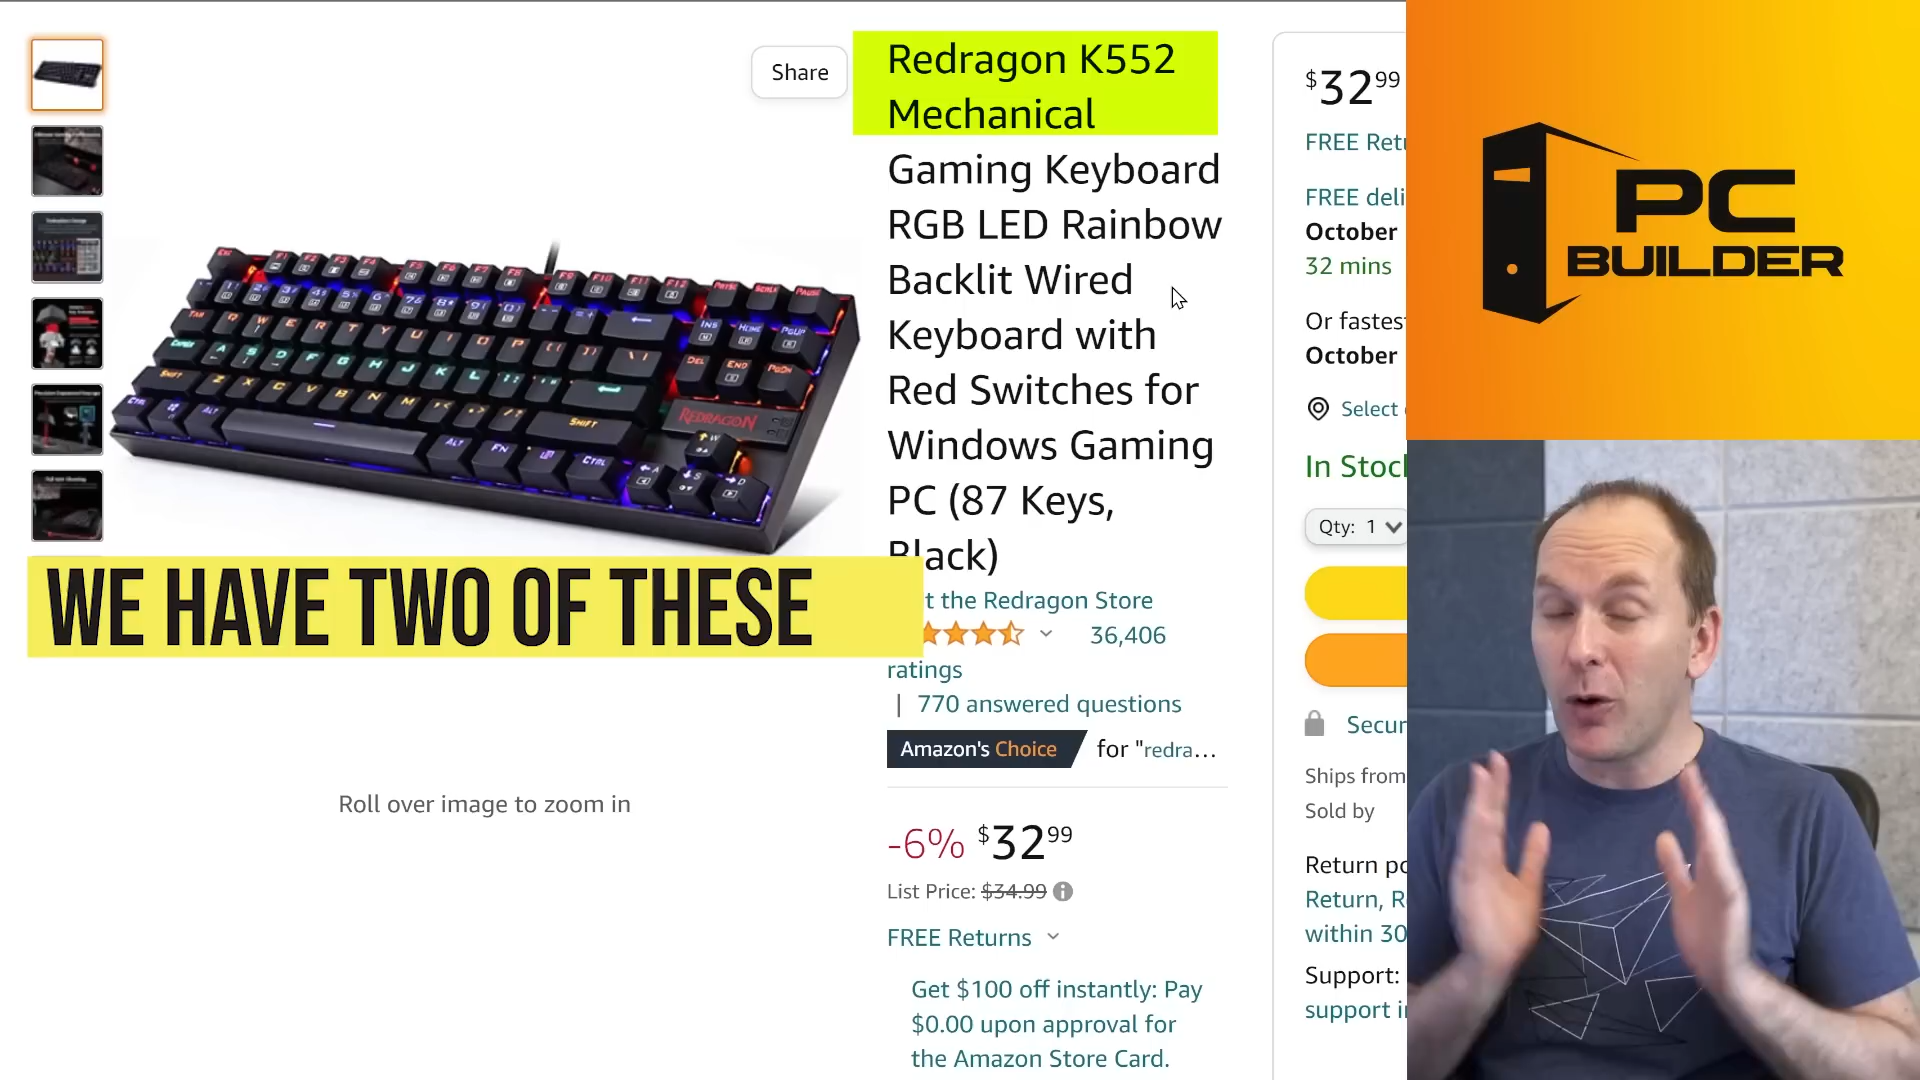 Share
Redragon K552
Mechanical
Gaming Keyboard
RGB LED Rainbow
Backlit Wired
Keyboard with
Red Switches for
Windows Gaming
PC (87 Keys,
Black)
t the Redragon Store
36,406
ratings
| 770 answered questions
Amazon's Choice for "redra...
-6% $32 99
List Price: $34.99
FREE Returns
Get $100 off instantly: Pay
$0.00 upon approval for
the Amazon Store Card.
REDRAGON
WE HAVE TWO OF THESE
Roll over image to zoom in
$32 99
FREE Retu
FREE deli
October
32 mins
Or fastest
October
Select
In Stock
Qty: 1
Secur
Ships from
Sold by
Return po
Return, R
within 30
Support:
support i
PC
BUILDER